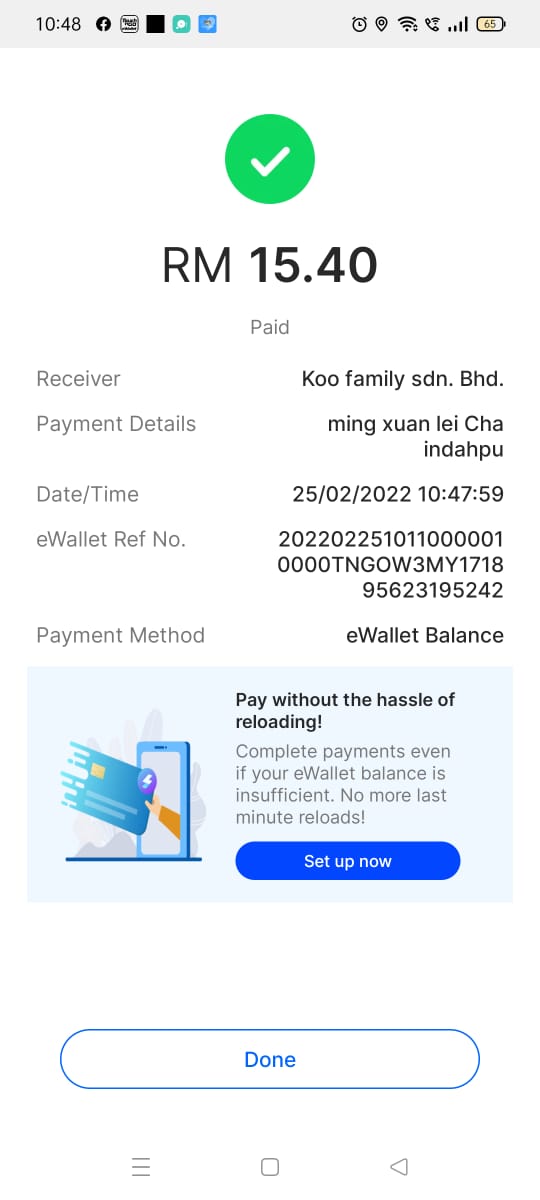 10:48
65
RM 15.40
Paid
Receiver Koo family sdn. Bhd.
Payment Details ming xuan lei Cha
indahpu
Date/Time 25/02/2022 10:47:59
eWallet Ref No. 202202251011000001
0000TNGOW3MY1718
95623195242
Payment Method eWallet Balance
Pay without the hassle of
reloading!
Complete payments even
if your eWallet balance is
insufficient. No more last
minute reloads!
Set up now
Done